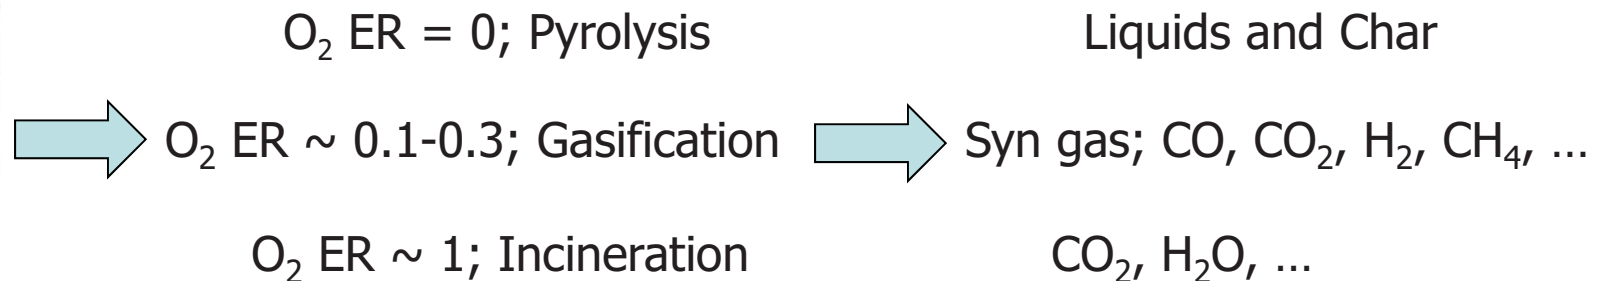 O₂ ER = 0; Pyrolysis Liquids and Char
O₂ ER ~ 0.1-0.3; Gasification Syn gas; CO, CO₂, H₂, CH₄, ...
O₂ ER ~ 1; Incineration CO₂, H₂O, ...